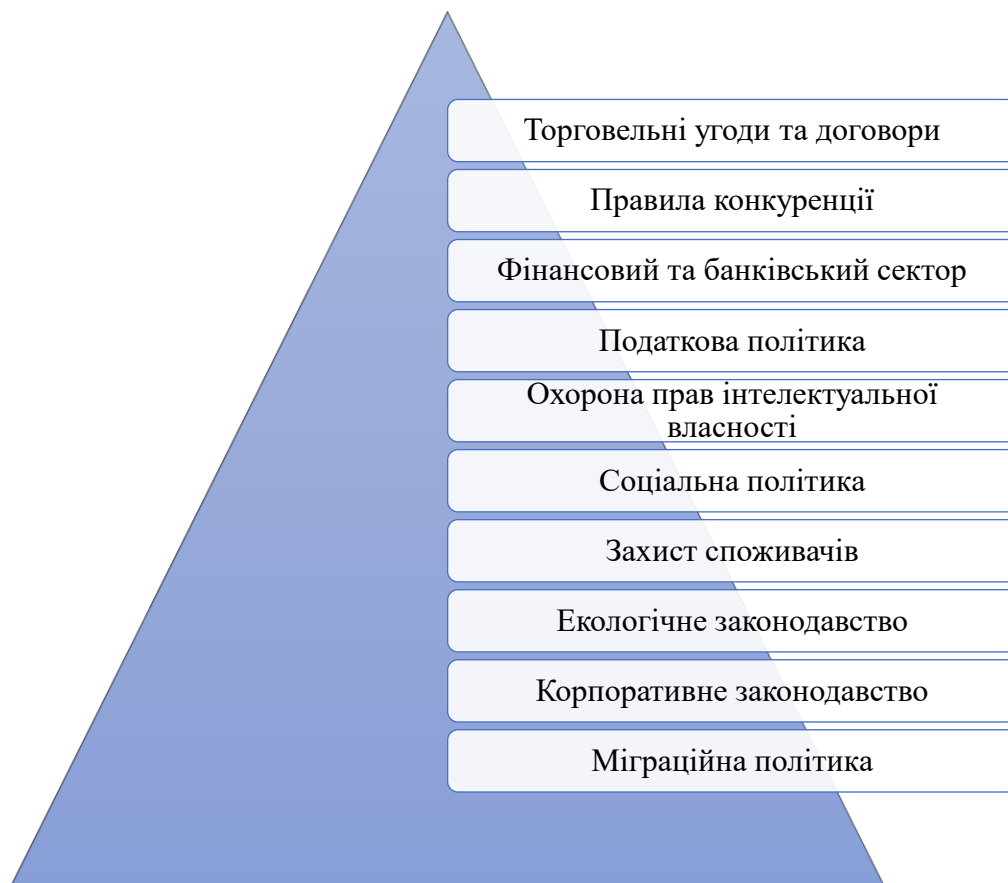 Торговельні угоди та договори
Правила конкуренції
Фінансовий та банківський сектор
Податкова політика
Охорона прав інтелектуальної
власності
Соціальна політика
Захист споживачів
Екологічне законодавство
Корпоративне законодавство
Міграційна політика